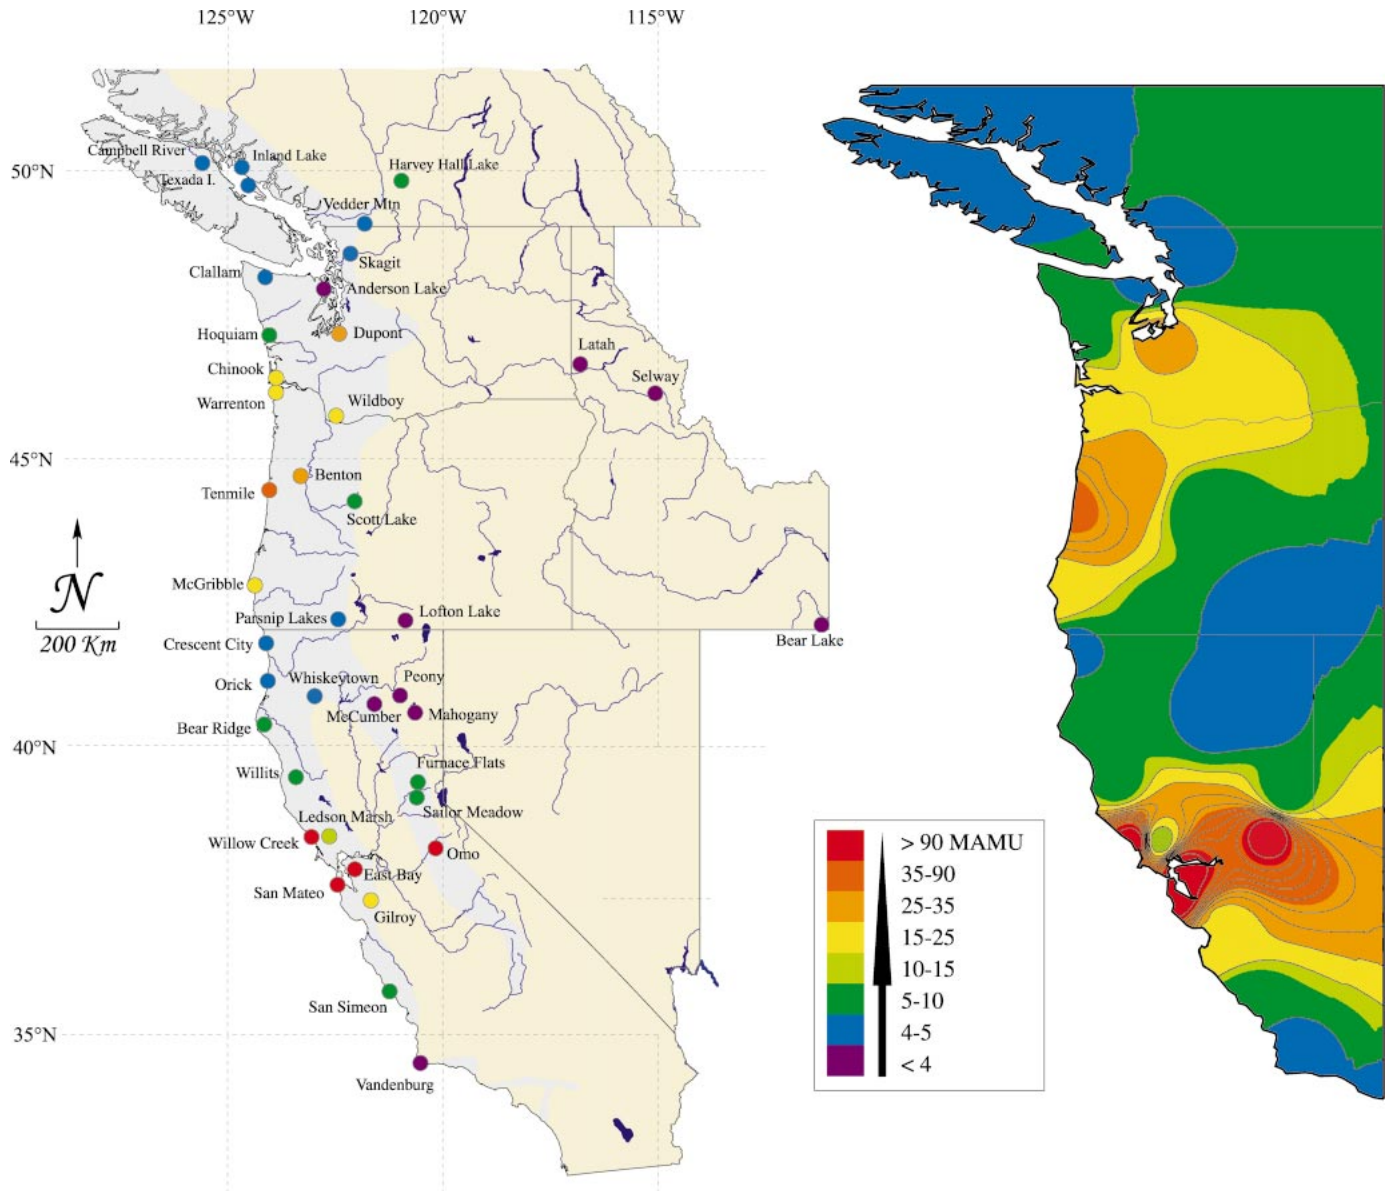 125°W
120°W
115°W
50°N
45°N
40°N
35°N
Campbell River
Inland Lake
Texada I.
Harvey Hall Lake
Vedder Mtn
Skagit
Clallam
Anderson Lake
Hoquiam
Dupont
Latah
Chinook
Selway
Warrenton
Wildboy
Benton
Tenmile
Scott Lake
McGribble
Parsnip Lakes
Lofton Lake
Bear Lake
Crescent City
Orick
Whiskeytown
Peony
McCumber
Mahogany
Bear Ridge
Willits
Furnace Flats
Sailor Meadow
Ledson Marsh
Willow Creek
Omo
East Bay
San Mateo
Gilroy
San Simeon
Vandenburg
N
200 Km
> 90 MAMU
35-90
25-35
15-25
10-15
5-10
4-5
< 4